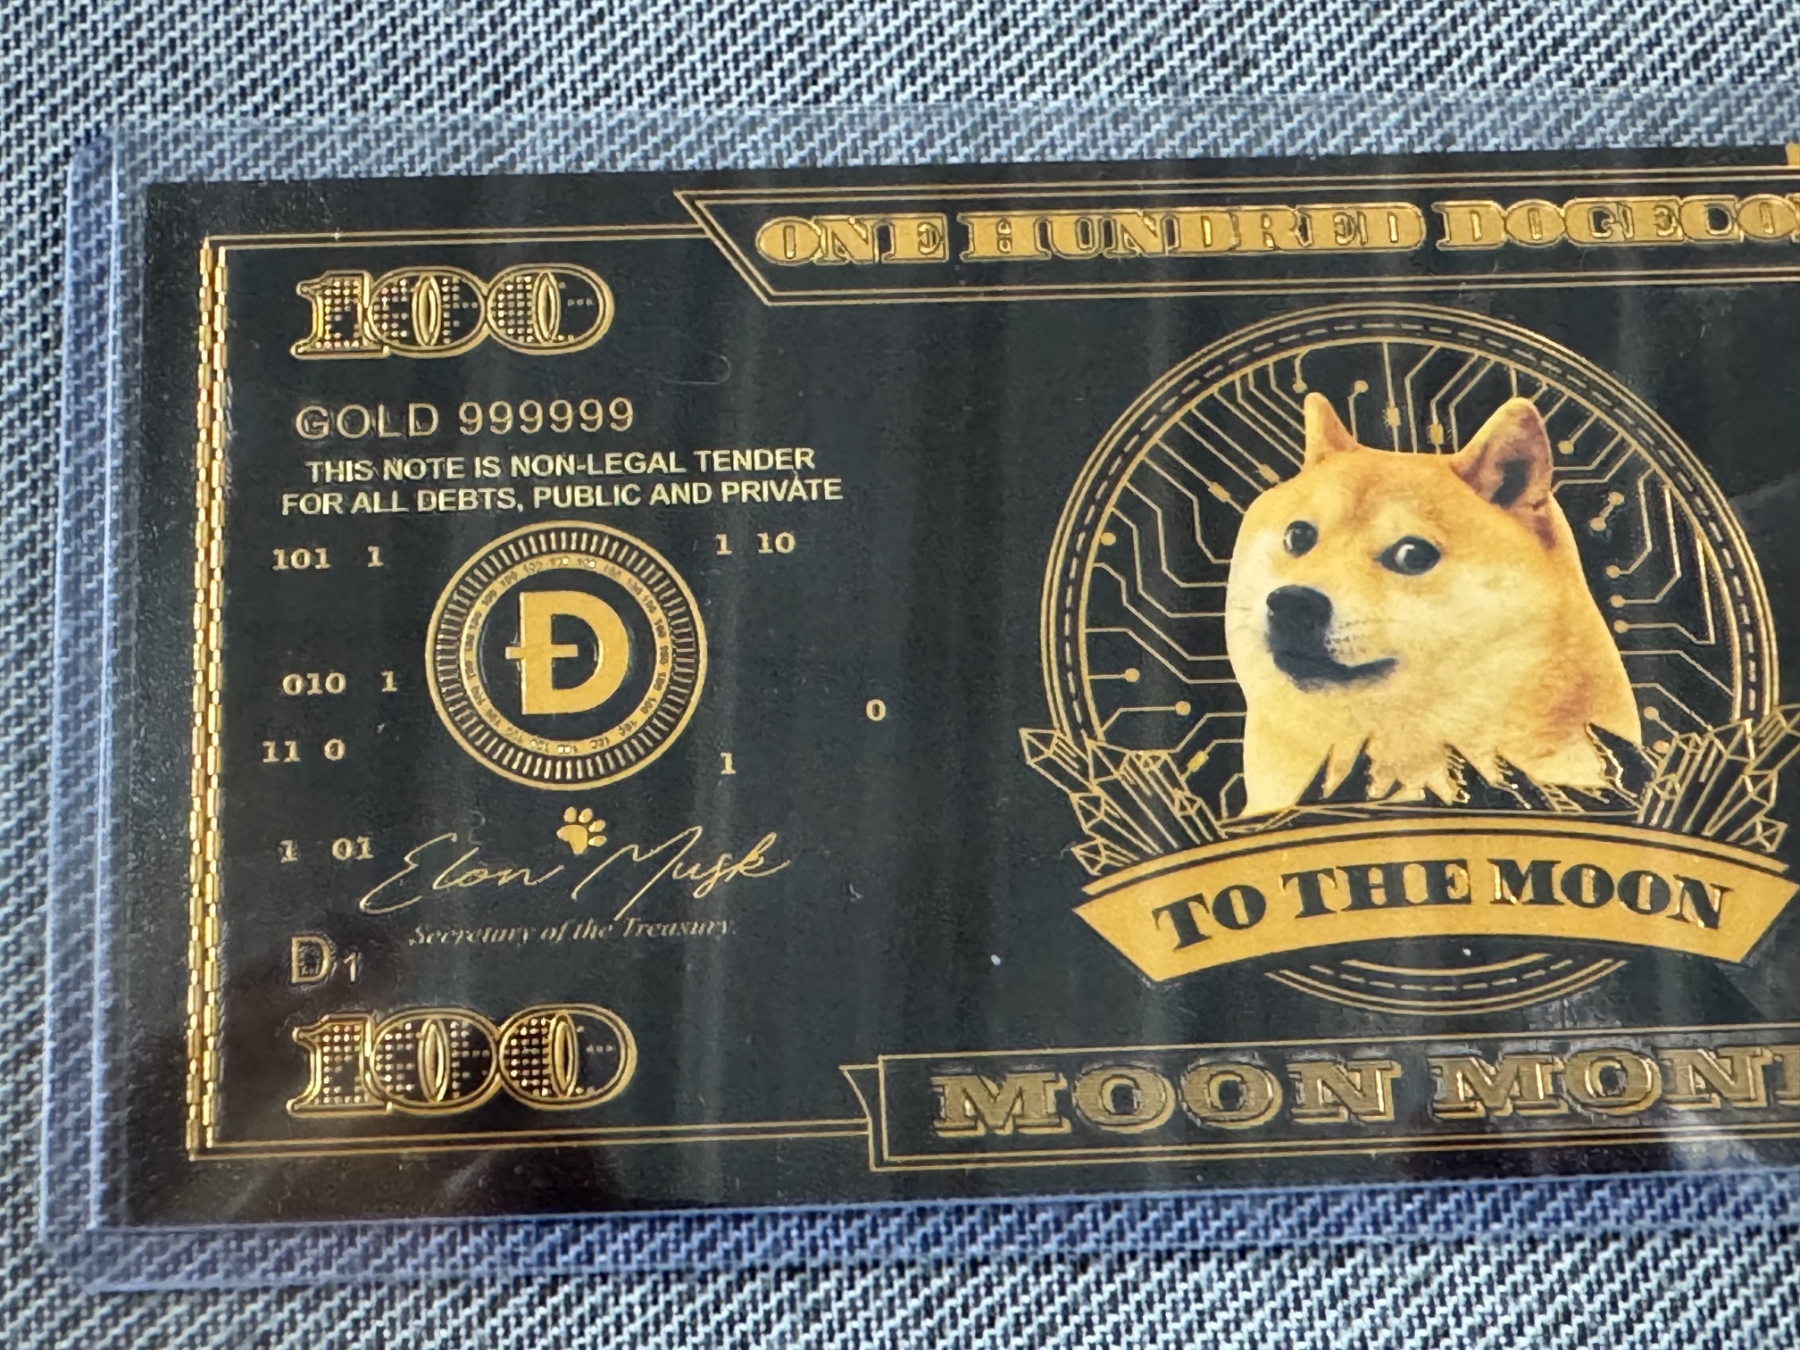 ONE HUNDRED DOGECO
100
GOLD 999999
THIS NOTE IS NON-LEGAL TENDER
FOR ALL DEBTS, PUBLIC AND PRIVATE
101 1 1 10
Đ
010 1
0
11 0
1
1 01
Elon Musk
Secretary of the Treasury.
TO THE MOON
D1
100
MOON MON